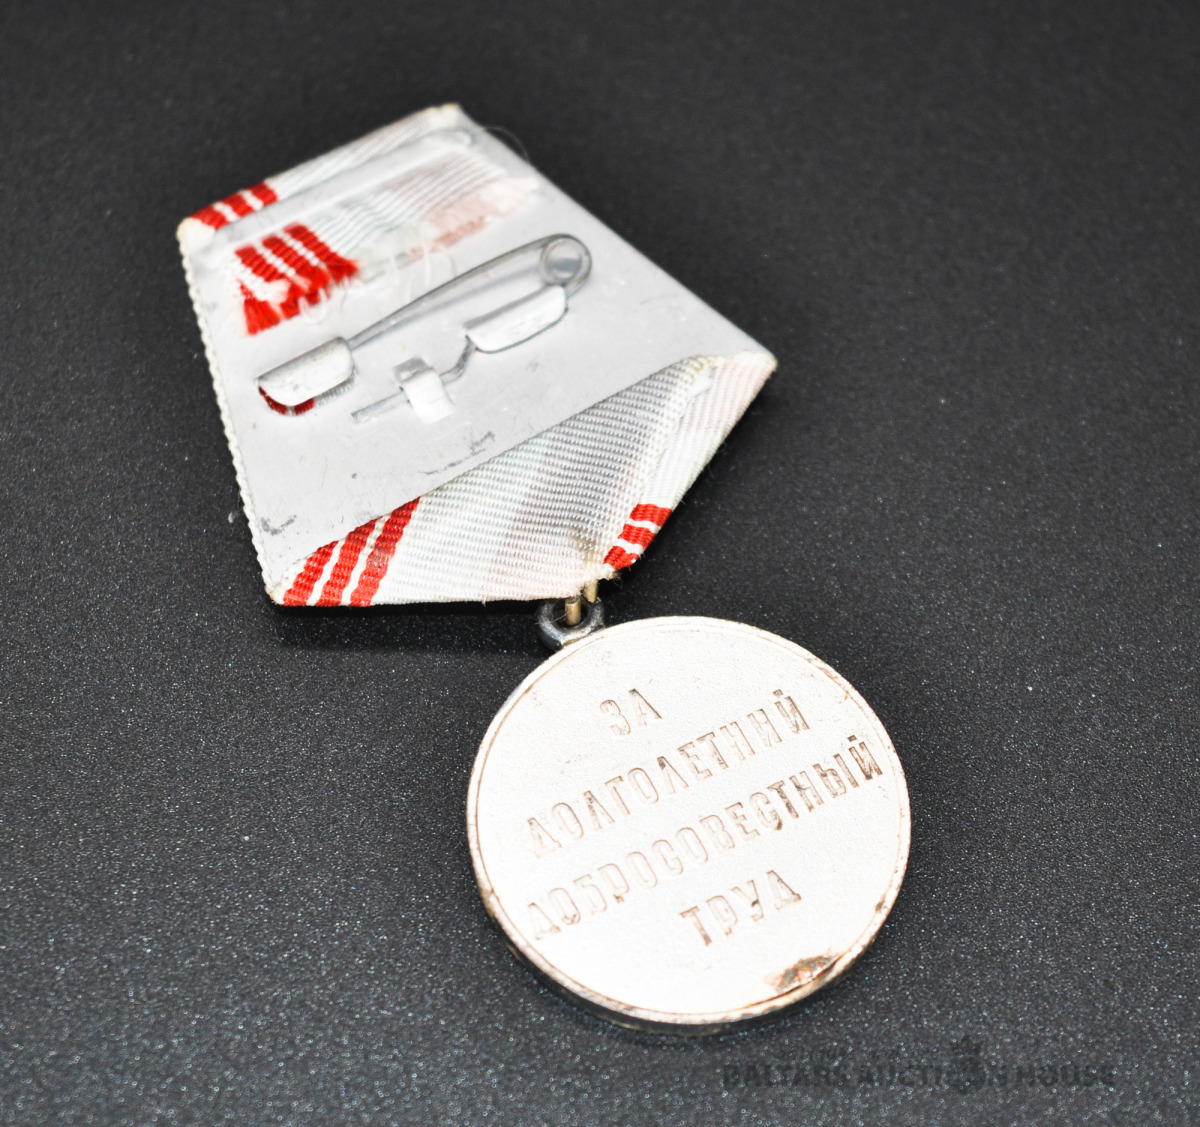 ЗА
ДОЛГОЛЕТНИЙ
ДОБРОСОВЕСТНЫЙ
ТРУД
BALTARS AUCTION HOUSE